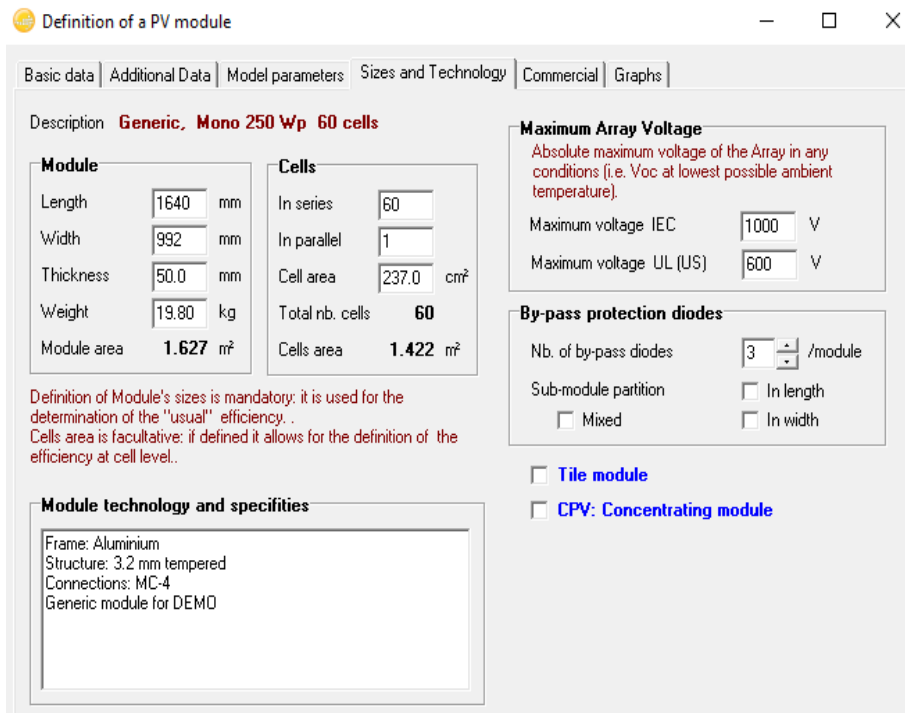 Definition of a PV module
Basic data Additional Data Model parameters Sizes and Technology Commercial Graphs
Description Generic, Mono 250 Wp 60 cells
Module
Length 1640 mm
Width 992 mm
Thickness 50.0 mm
Weight 19.80 kg
Module area 1.627 m²
Cells
In series 60
In parallel 1
Cell area 237.0 cm²
Total nb. cells 60
Cells area 1.422 m²
Definition of Module's sizes is mandatory: it is used for the
determination of the "usual" efficiency. .
Cells area is facultative: if defined it allows for the definition of the
efficiency at cell level..
Module technology and specifities
Frame: Aluminium
Structure: 3.2 mm tempered
Connections: MC-4
Generic module for DEMO
Maximum Array Voltage
Absolute maximum voltage of the Array in any
conditions (i.e. Voc at lowest possible ambient
temperature).
Maximum voltage IEC 1000 V
Maximum voltage UL (US) 600 V
By-pass protection diodes
Nb. of by-pass diodes 3 /module
Sub-module partition In length
Mixed In width
Tile module
CPV: Concentrating module